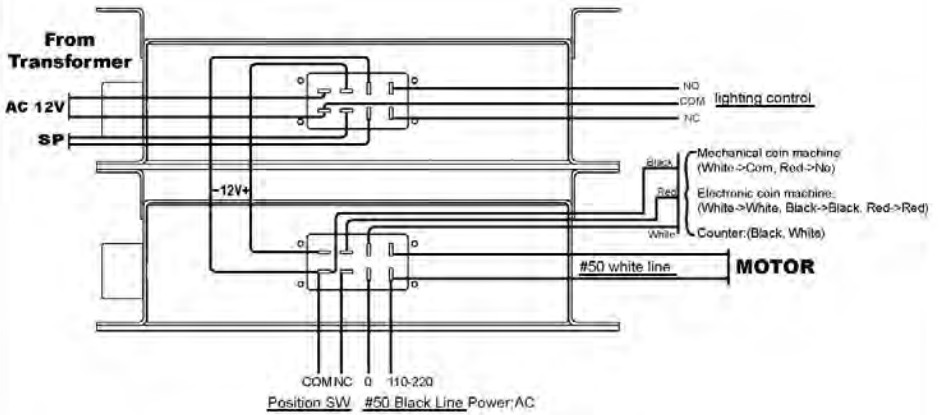 From
Transformer
AC 12V
SP
NO
COM
NC
lighting control
-12V+
Black
Red
White
Mechanical coin machine
(White->Com, Red->No)
Electronic coin machine:
(White->White, Black->Black, Red->Red)
Counter:(Black, White)
#50 white line
MOTOR
COM NC 0 110-220
Position SW #50 Black Line Power:AC